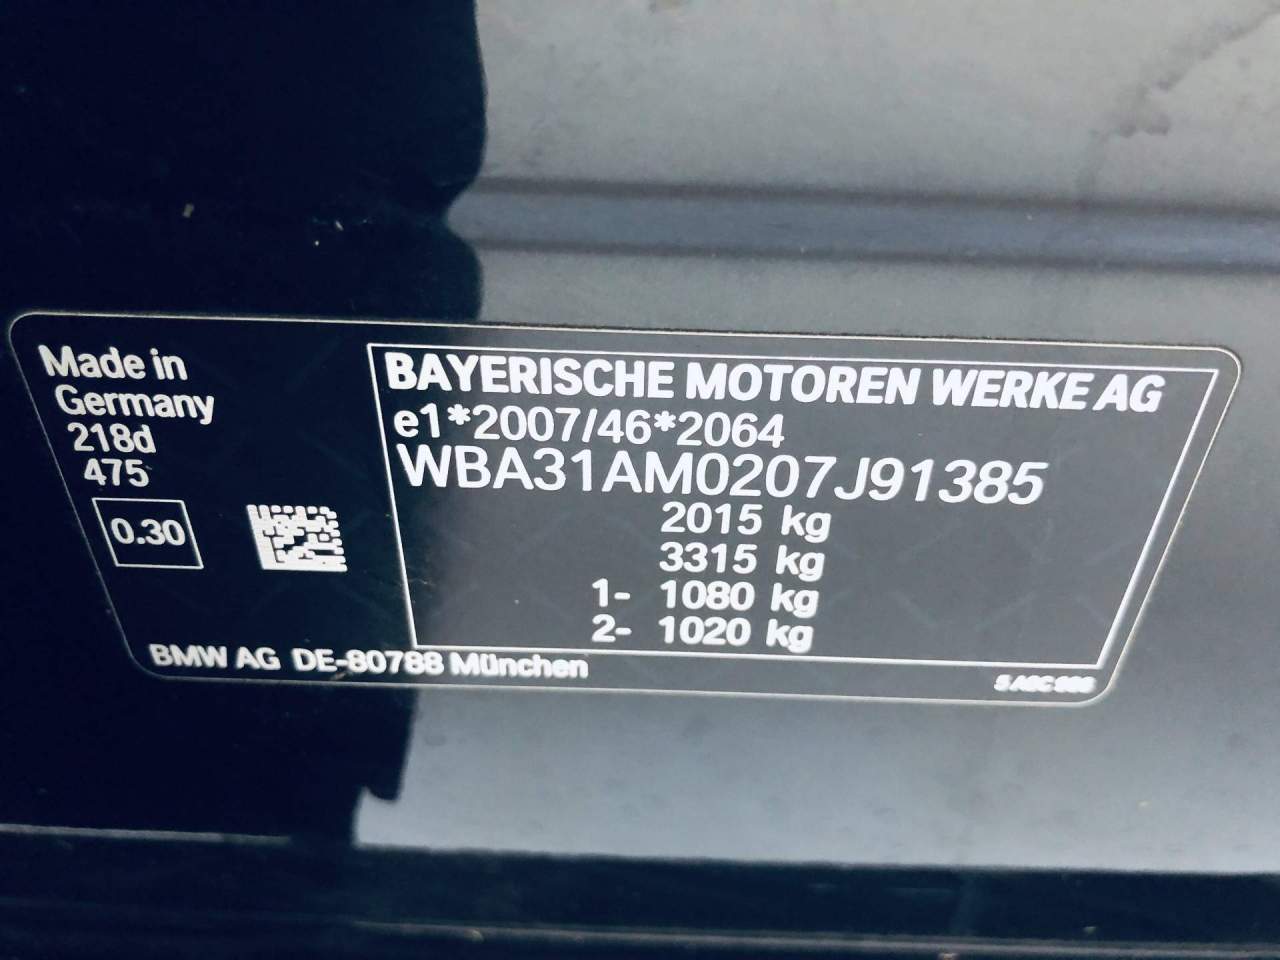 Made in
Germany
218d
475
0.30
BAYERISCHE MOTOREN WERKE AG
e1*2007/46*2064
WBA31AM0207J91385
2015 kg
3315 kg
1- 1080 kg
2- 1020 kg
BMW AG DE-80788 München